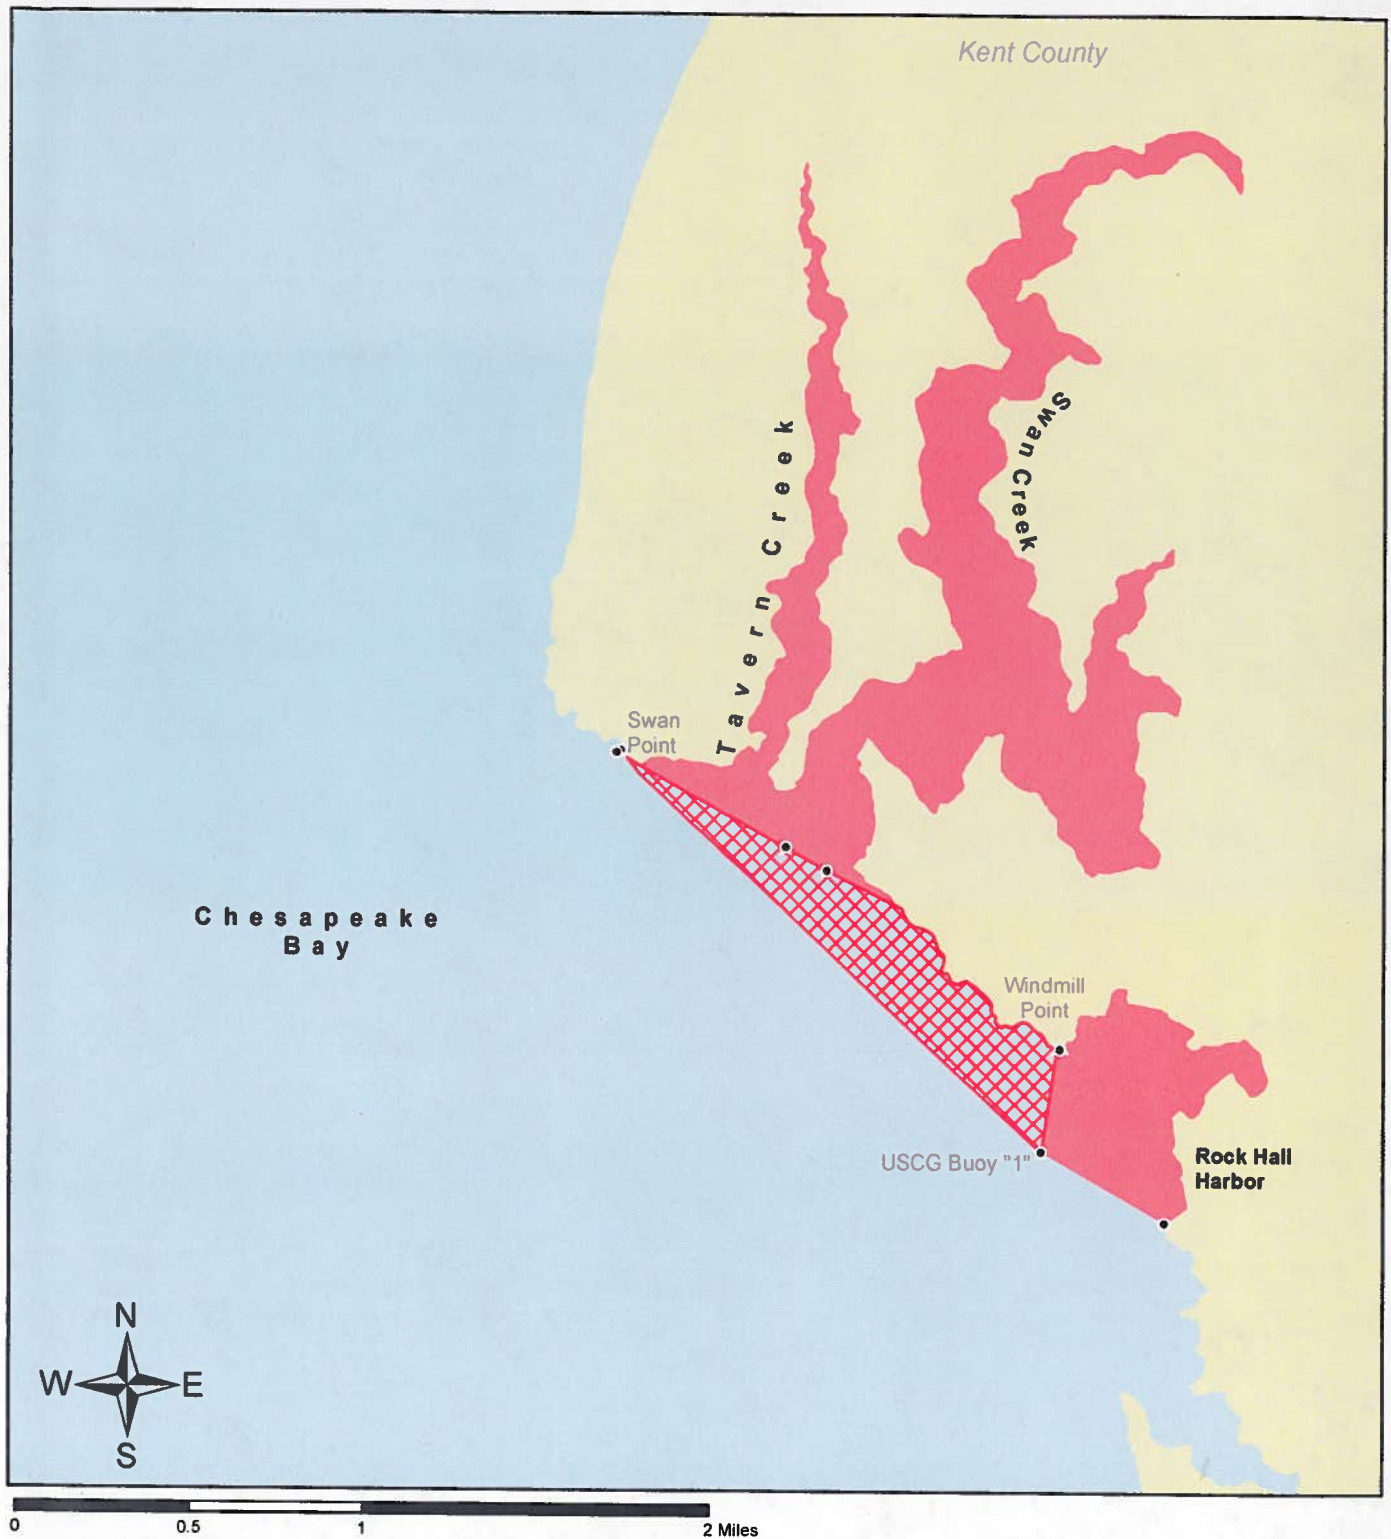 Kent County
Swan Creek
Tavern Creek
Swan
Point
Chesapeake
Bay
Windmill
Point
USCG Buoy "1"
Rock Hall
Harbor
N
W E
S
0 0.5 1 2 Miles